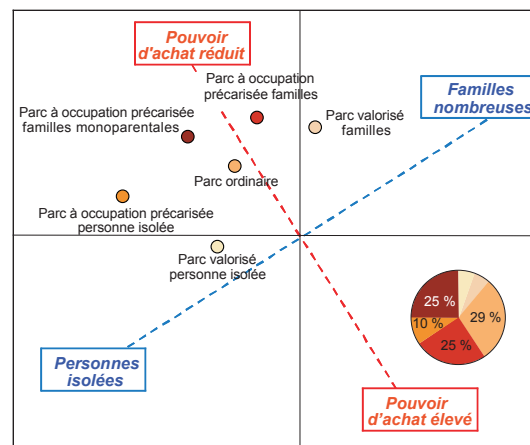 Pouvoir
d'achat réduit
Parc à occupation
précarisée familles
Familles
nombreuses
Parc à occupation précarisée
familles monoparentales
Parc valorisé
familles
Parc ordinaire
Parc à occupation précarisée
personne isolée
Parc valorisé
personne isolée
25 %
29 %
10 %
25 %
Personnes
isolées
Pouvoir
d'achat élevé